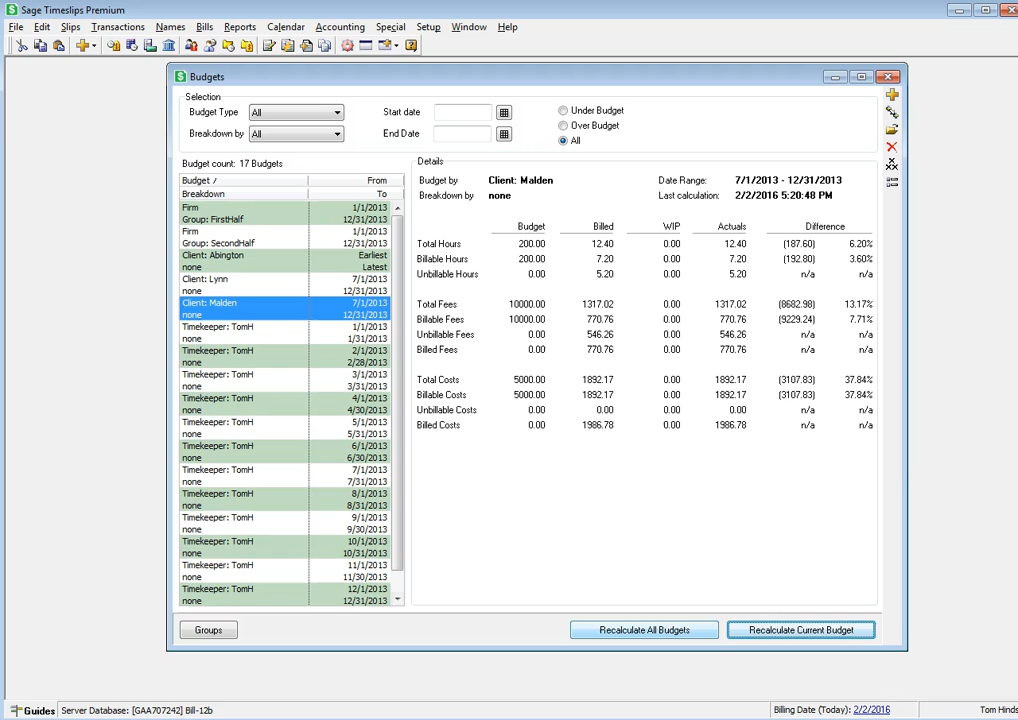 Sage Timeslips Premium
File Edit Slips Transactions Names Bills Reports Calendar Accounting Special Setup Window Help
Budgets
Selection
Budget Type All Start date Under Budget
Over Budget
Breakdown by All End Date All
Budget count: 17 Budgets
Budget / From
Breakdown To
Firm 1/1/2013
Group: FirstHalf 12/31/2013
Firm 1/1/2013
Group: SecondHalf 12/31/2013
Client: Abington Earliest
none Latest
Client: Lynn 7/1/2013
none 12/31/2013
Client: Malden 7/1/2013
none 12/31/2013
Timekeeper: TomH 1/1/2013
none 1/31/2013
Timekeeper: TomH 2/1/2013
none 2/28/2013
Timekeeper: TomH 3/1/2013
none 3/31/2013
Timekeeper: TomH 4/1/2013
none 4/30/2013
Timekeeper: TomH 5/1/2013
none 5/31/2013
Timekeeper: TomH 6/1/2013
none 6/30/2013
Timekeeper: TomH 7/1/2013
none 7/31/2013
Timekeeper: TomH 8/1/2013
none 8/31/2013
Timekeeper: TomH 9/1/2013
none 9/30/2013
Timekeeper: TomH 10/1/2013
none 10/31/2013
Timekeeper: TomH 11/1/2013
none 11/30/2013
Timekeeper: TomH 12/1/2013
none 12/31/2013
Details
Budget by Client: Malden Date Range: 7/1/2013 - 12/31/2013
Breakdown by none Last calculation: 2/2/2016 5:20:48 PM
Budget Billed WIP Actuals Difference
Total Hours 200.00 12.40 0.00 12.40 (187.60) 6.20%
Billable Hours 200.00 7.20 0.00 7.20 (192.80) 3.60%
Unbillable Hours 0.00 5.20 0.00 5.20 n/a n/a
Total Fees 10000.00 1317.02 0.00 1317.02 (8682.98) 13.17%
Billable Fees 10000.00 770.76 0.00 770.76 (9229.24) 7.71%
Unbillable Fees 0.00 546.26 0.00 546.26 n/a n/a
Billed Fees 0.00 770.76 0.00 770.76 n/a n/a
Total Costs 5000.00 1892.17 0.00 1892.17 (3107.83) 37.84%
Billable Costs 5000.00 1892.17 0.00 1892.17 (3107.83) 37.84%
Unbillable Costs 0.00 0.00 0.00 0.00 n/a n/a
Billed Costs 0.00 1986.78 0.00 1986.78 n/a n/a
Groups Recalculate All Budgets Recalculate Current Budget
Guides Server Database: [GAA707242] Bill-12b Billing Date (Today): 2/2/2016 Tom Hinds